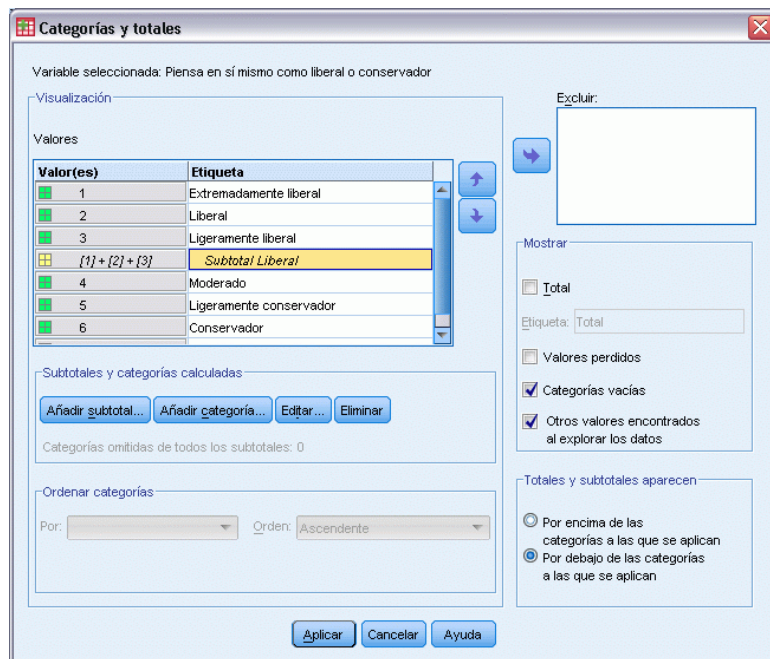 Categorías y totales
Variable seleccionada: Piensa en sí mismo como liberal o conservador
Visualización
Valores
Valor(es) Etiqueta
1 Extremadamente liberal
2 Liberal
3 Ligeramente liberal
[1] + [2] + [3] Subtotal Liberal
4 Moderado
5 Ligeramente conservador
6 Conservador
Subtotales y categorías calculadas
Añadir subtotal... Añadir categoría... Editar... Eliminar
Categorías omitidas de todos los subtotales: 0
Ordenar categorías
Por: Orden: Ascendente
Excluir:
Mostrar
Total
Etiqueta: Total
Valores perdidos
Categorías vacías
Otros valores encontrados
al explorar los datos
Totales y subtotales aparecen
Por encima de las
categorías a las que se aplican
Por debajo de las categorías
a las que se aplican
Aplicar Cancelar Ayuda